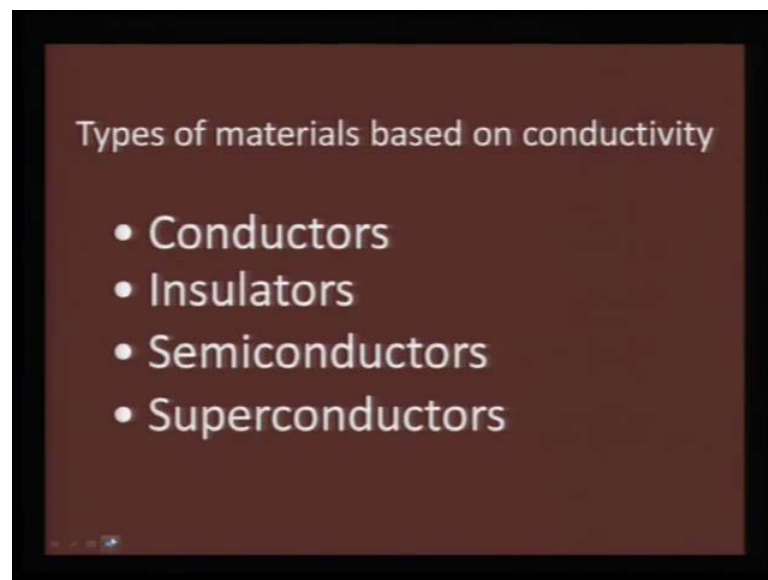 Types of materials based on conductivity
• Conductors
• Insulators
• Semiconductors
• Superconductors